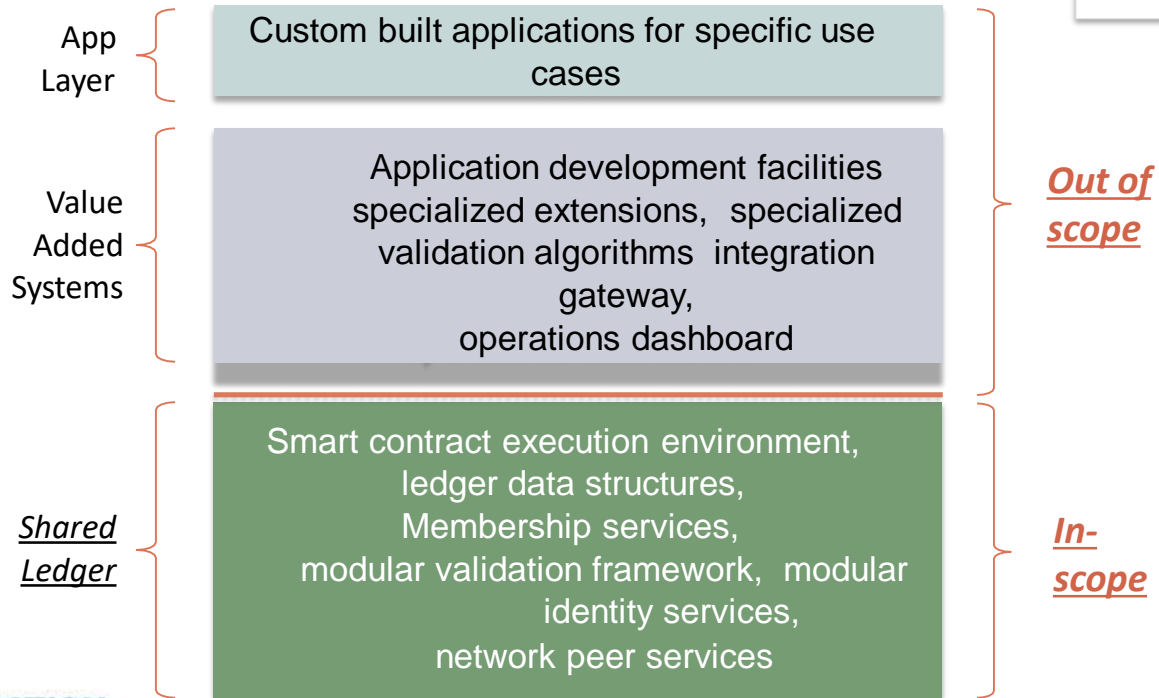 App
Layer
Custom built applications for specific use
cases
Value
Added
Systems
Application development facilities
specialized extensions, specialized
validation algorithms integration
gateway,
operations dashboard
Out of
scope
Shared
Ledger
Smart contract execution environment,
ledger data structures,
Membership services,
modular validation framework, modular
identity services,
network peer services
In-
scope